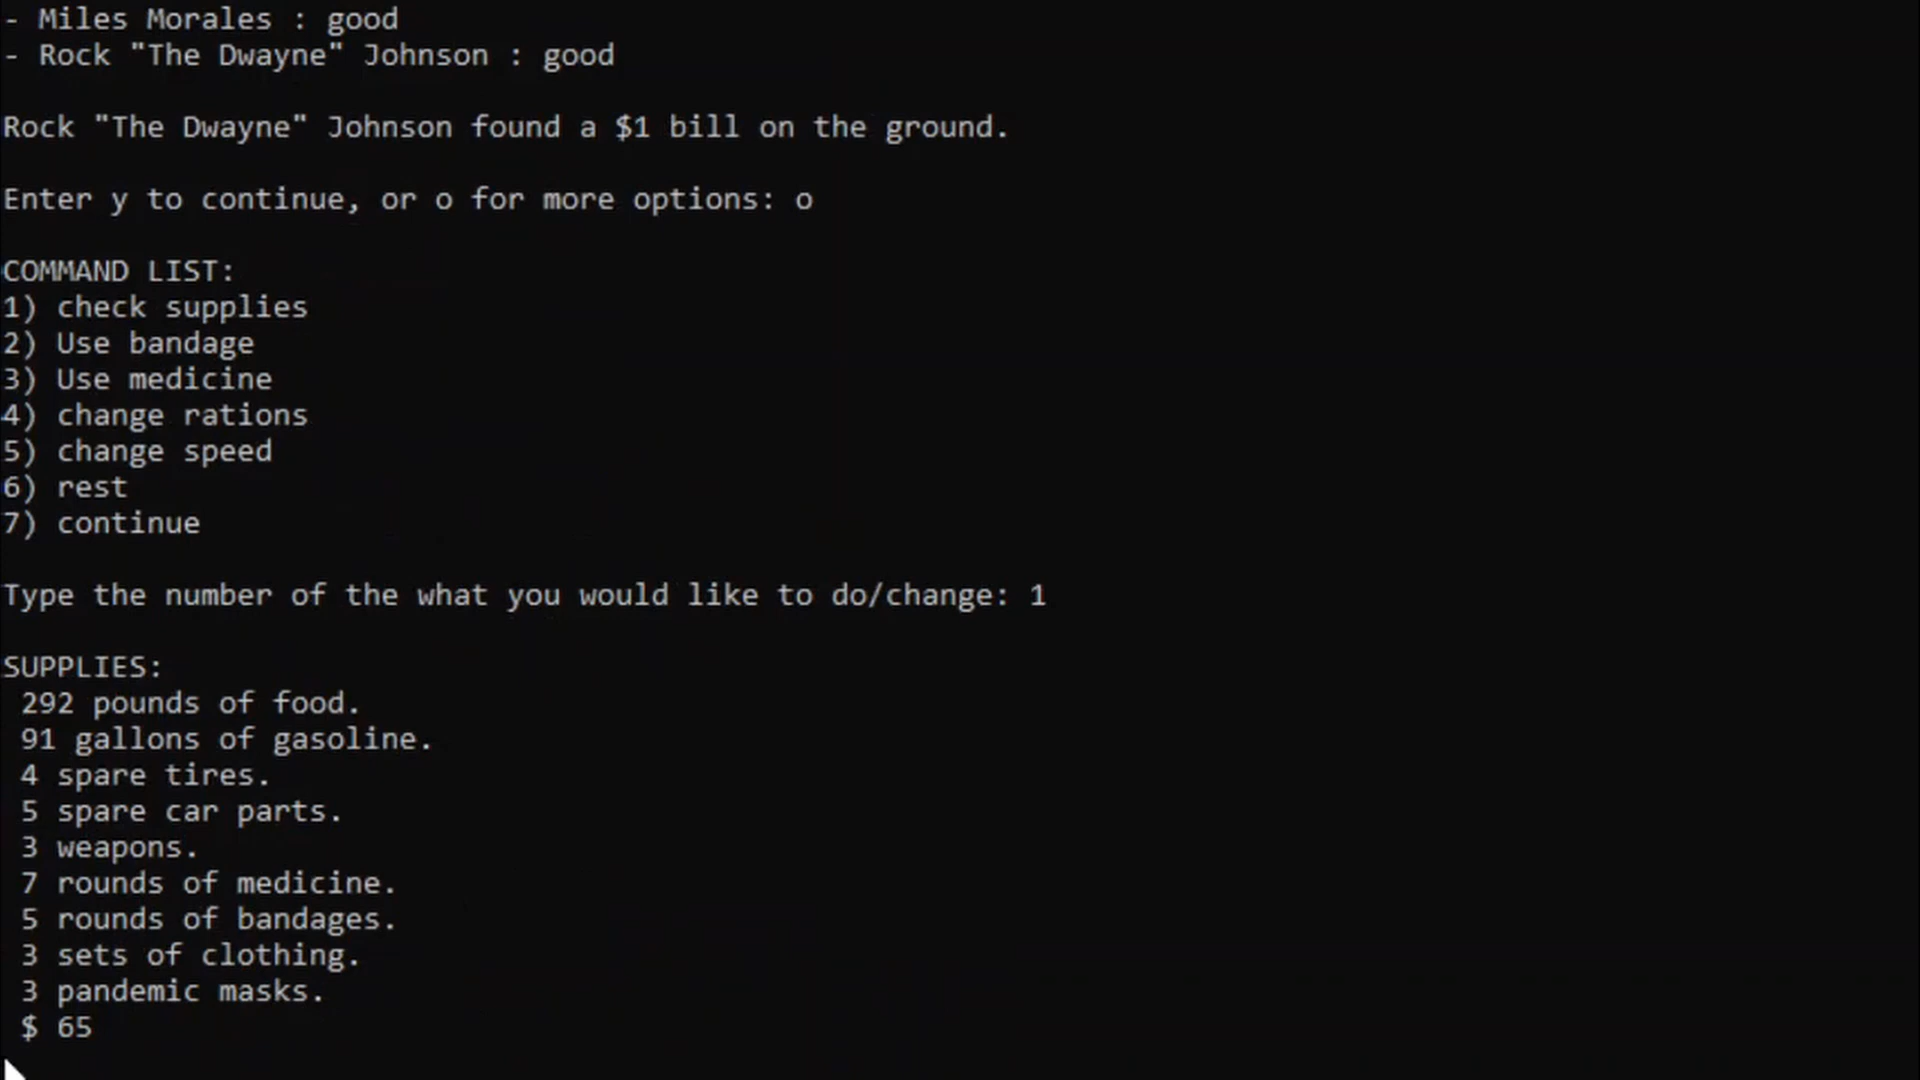 - Miles Morales : good
- Rock "The Dwayne" Johnson : good
Rock "The Dwayne" Johnson found a $1 bill on the ground.
Enter y to continue, or o for more options: o
COMMAND LIST:
1) check supplies
2) Use bandage
3) Use medicine
4) change rations
5) change speed
6) rest
7) continue
Type the number of the what you would like to do/change: 1
SUPPLIES:
292 pounds of food.
91 gallons of gasoline.
4 spare tires.
5 spare car parts.
3 weapons.
7 rounds of medicine.
5 rounds of bandages.
3 sets of clothing.
3 pandemic masks.
$ 65